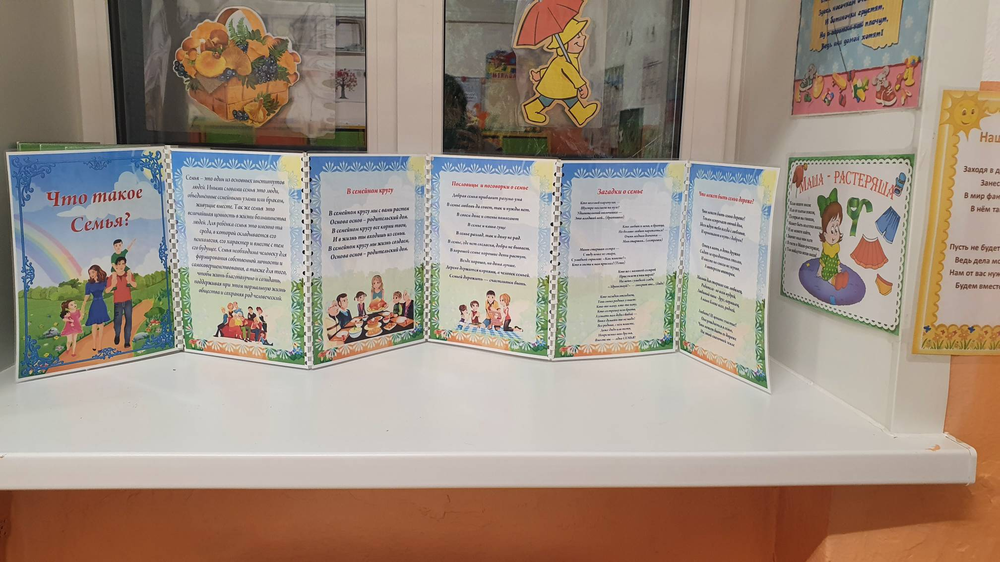 Что такое
Семья?
Семья – это один из основных институтов
людей. Иными словами семья это люди,
объединённые семейными узами или браком,
живущие вместе. Так же семья это
величайшая ценность в жизни большинства
людей. Для ребёнка семья это именно та
среда, в которой складывается его
психология, его характер и вместе с тем
его будущее. Семья необходима человеку для
формирования собственной личности и
самосовершенствования, а также для того,
чтобы жить благополучно и созидать,
поддерживая при этом нормальную жизнь
общества и сохраняя род человеческий.
В семейном кругу
В семейном кругу мы с вами растем
Основа основ – родительский дом.
В семейном кругу все корни твои,
И в жизнь ты входишь из семьи.
В семейном кругу мы жизнь создаем,
Основа основ – родительский дом.
Пословицы и поговорки о семье
Добрая семья прибавит разума-ума
В семье любовь да совет, так и нужды нет.
В своем доме и стены помогают
В семье и каша гуще
В семье разлад, так и дому не рад.
В семье, где нет согласия, добра не бывает.
В хорошей семье хорошие дети растут.
Везде хорошо, но дома лучше.
Дерево держится корнями, а человек семьей.
Семьей дорожить — счастливым быть.
Загадки о семье
Кто веселый карапузик —
Шустро ползает на пузе?
Удивительный мальчишка —
Это младший мой... (братишка)
Кто любит и меня, и братца,
Но больше любит наряжаться? —
Очень модная девчонка —
Моя старшая... (сестренка)
Мамы старшая сестра —
С виду вовсе не стара,
С улыбкой спросит: «Как живете?»
Кто в гости к нам приехал? (Тетя)
Кто же с маминой сестрой
Приезжает к нам порой?
На меня с улыбкой глядя,
«Здравствуй!» — говорит мне... (дядя)
Кто загадки отгадает,
Тот своих родных узнает:
Кто-то маму, кто-то папу,
Кто сестренку или брата,
А узнать вам деда с бабой —
Вовсе думать-то не надо!
Все родные, с кем живете,
Даже дядя или тетя,
Непременно вам друзья,
Вместе вы — одна СЕМЬЯ!
Что может быть семьи дороже?
Что может быть семьи дороже?
Теплом встречает отчий дом,
Здесь ждут тебя всегда с любовью,
И провожают в путь с добром!
Отец и мать, и дети дружно
Сидят за праздничным столом,
И вместе им совсем не скучно,
А интересно впятером.
Малыш для старших как любимец,
Родители - во всем мудрей,
Любимый папа - друг, кормилец,
А мама ближе всех, родней.
Любите! И цените счастье!
Оно рождается в семье,
Что может быть ее дороже
На этой сказочной земле
Здесь носочкам
И ботиночки грустят,
плачут,
Ведь они домой хотят!
МАША - РАСТЕРЯША
Если нашли носок
Наш
Заходя в д
Занес
В мир фан
В нём та
Пусть не будет
Ведь дела мо
Нам от вас нуж
Будем вместе